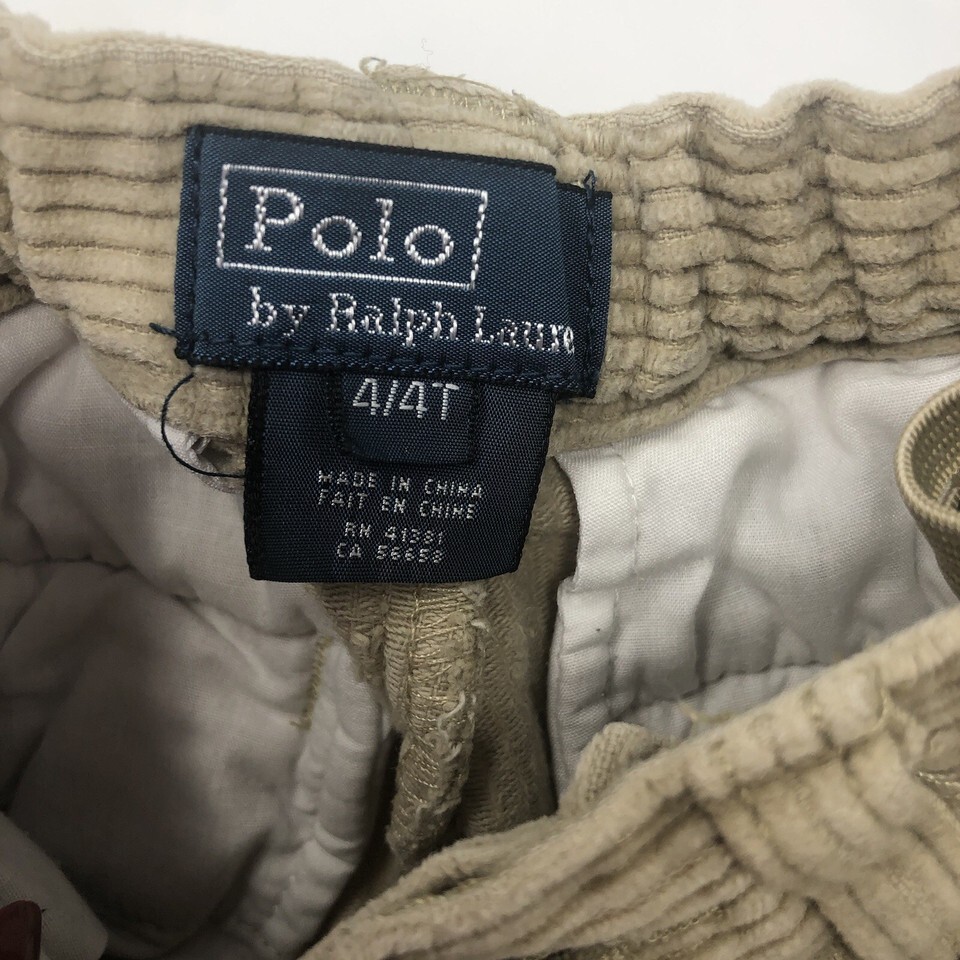 Polo
by Ralph Laure
4/4T
MADE IN CHINA
FAIT EN CHINE
RN 41381
CA 56658